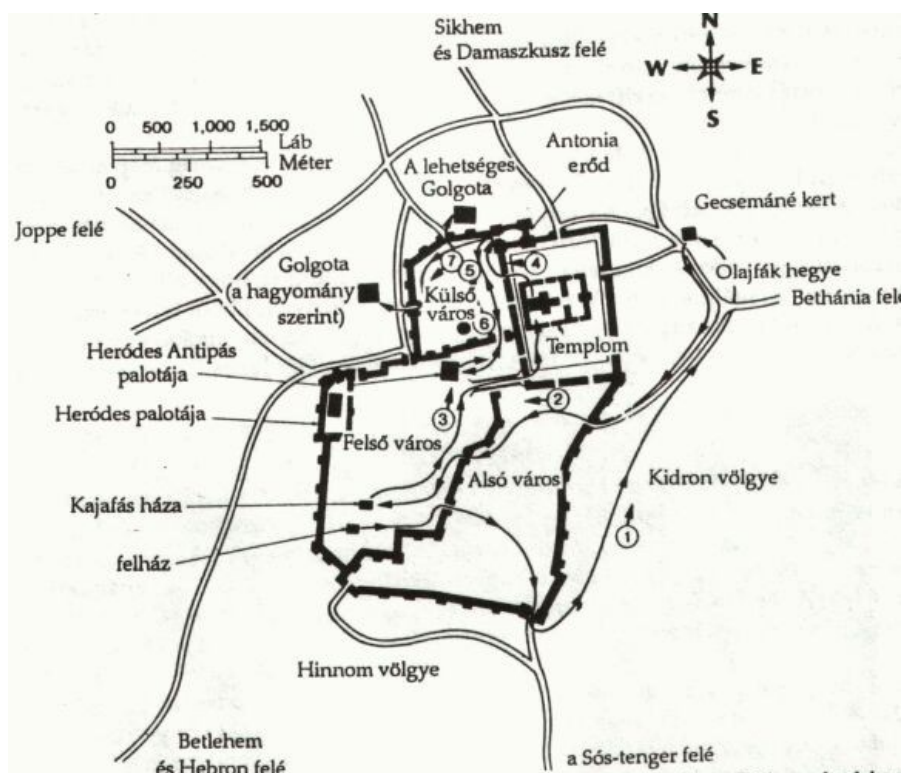 N
Sikhem
és Damaszkusz felé
W E
S
0 500 1,000 1,500
Láb
Méter
0 250 500
A lehetséges
Golgota
Antonia
erőd
Gecsemáné kert
Joppe felé
Golgota
(a hagyomány
szerint)
7 5 4
Külső
város
6
Olajfák hegye
Bethánia felé
Templom
Heródes Antipás
palotája
Heródes palotája
3 2
Felső város
Alsó város
Kidron völgye
Kajafás háza
1
felház
Hinnom völgye
Betlehem
és Hebron felé
a Sós-tenger felé